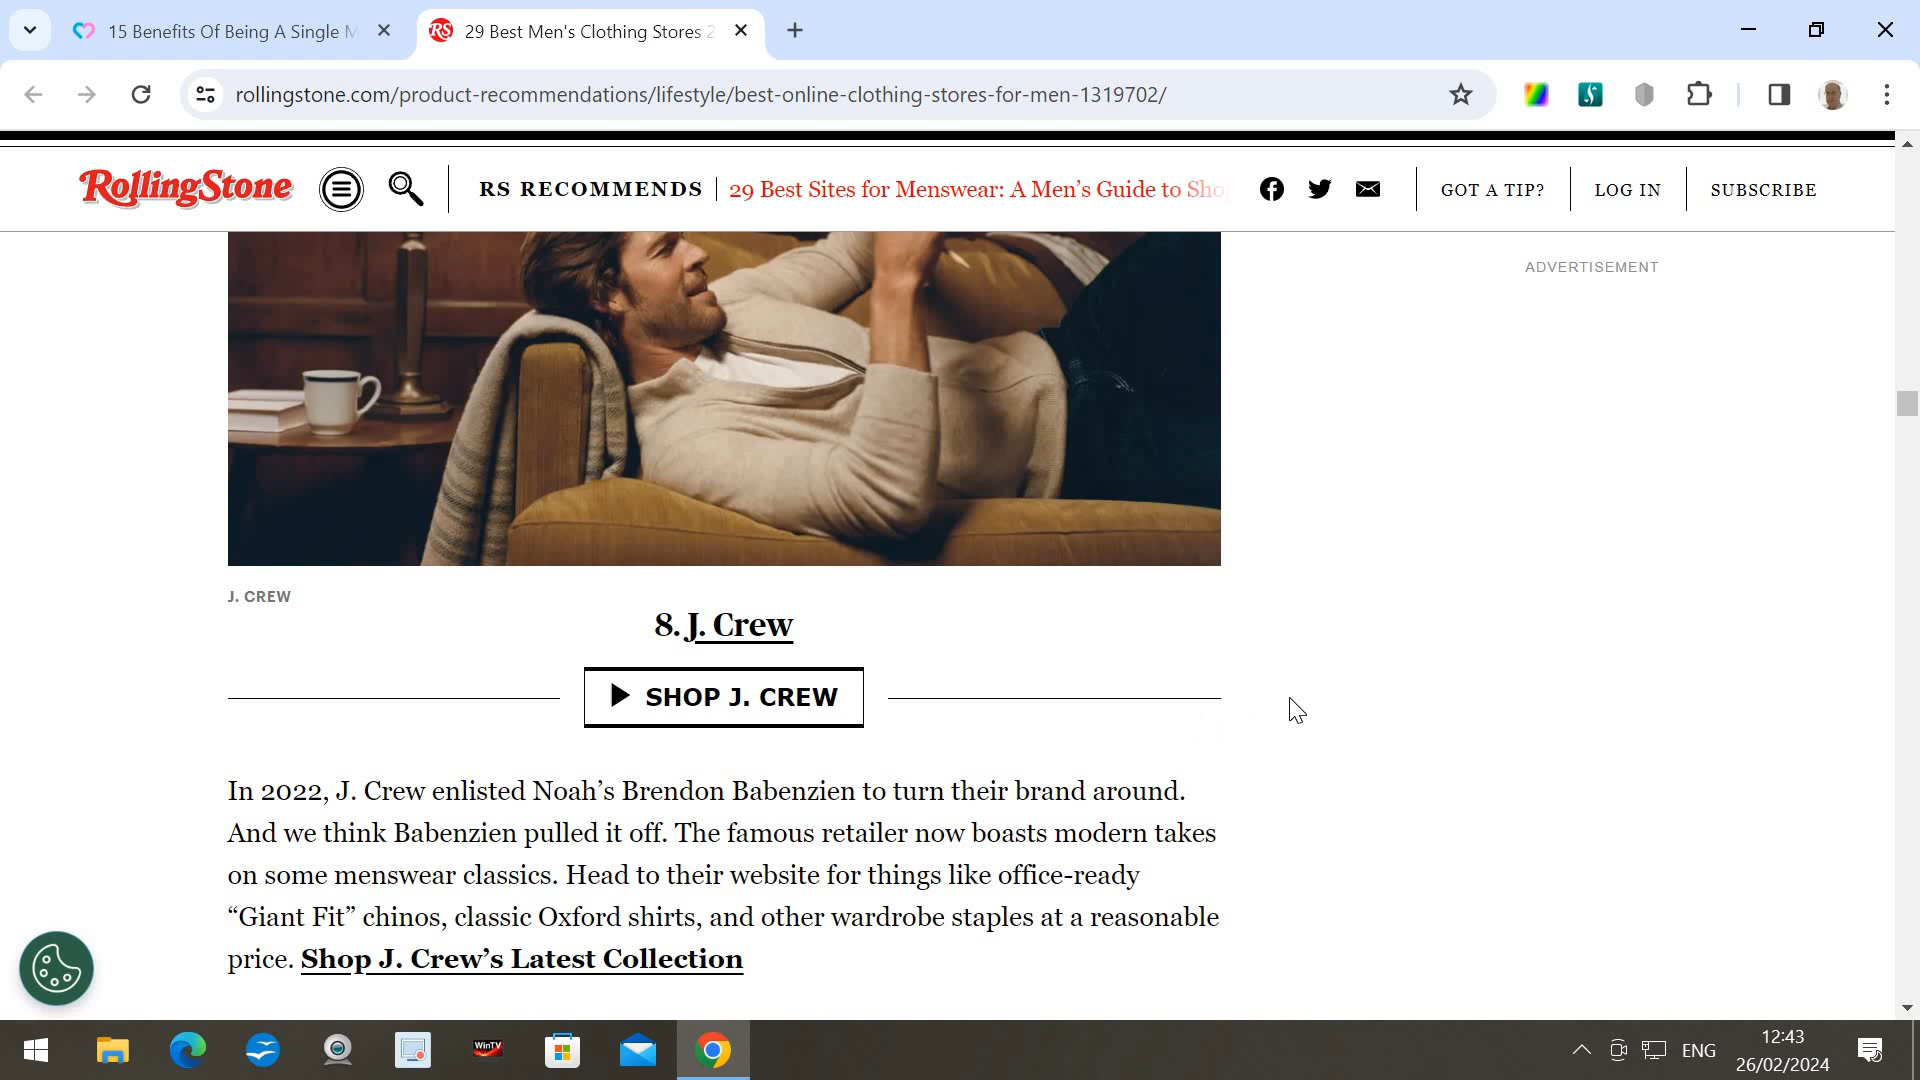 15 Benefits Of Being A Single M
29 Best Men's Clothing Stores 2
rollingstone.com/product-recommendations/lifestyle/best-online-clothing-stores-for-men-1319702/
RollingStone
RS RECOMMENDS
29 Best Sites for Menswear: A Men’s Guide to Sho
GOT A TIP?
LOG IN
SUBSCRIBE
ADVERTISEMENT
J. CREW
8. J. Crew
SHOP J. CREW
In 2022, J. Crew enlisted Noah’s Brendon Babenzien to turn their brand around.
And we think Babenzien pulled it off. The famous retailer now boasts modern takes
on some menswear classics. Head to their website for things like office-ready
“Giant Fit” chinos, classic Oxford shirts, and other wardrobe staples at a reasonable
price. Shop J. Crew’s Latest Collection
WinTV
ENG
12:43
26/02/2024